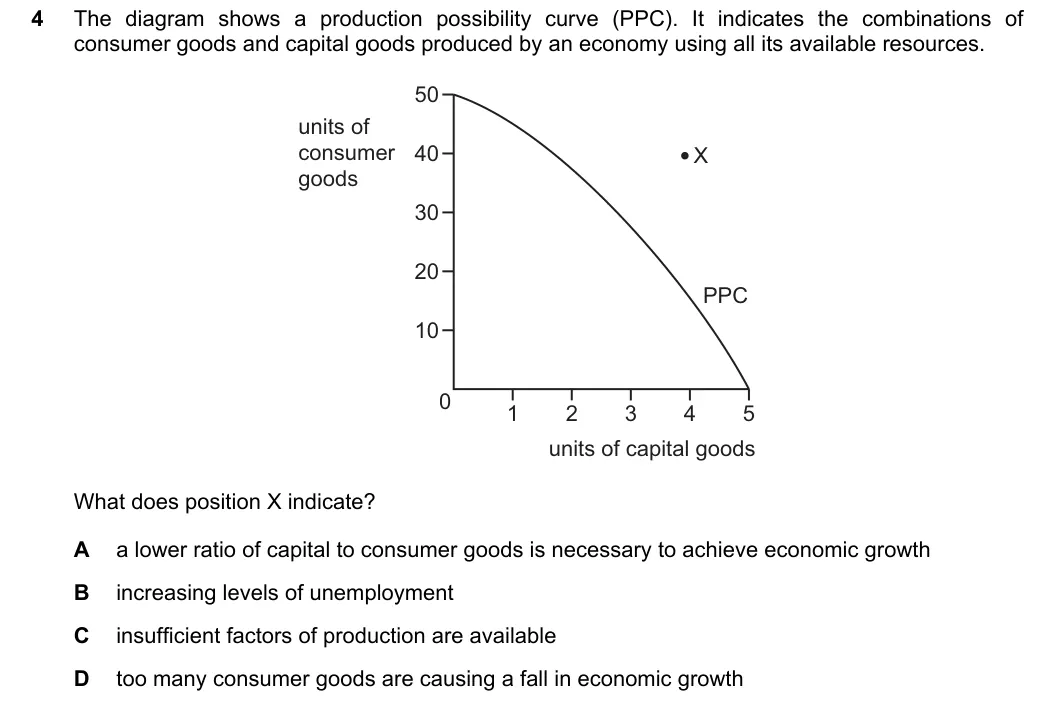 4 The diagram shows a production possibility curve (PPC). It indicates the combinations of
consumer goods and capital goods produced by an economy using all its available resources.
50
units of
consumer
goods
40
X
30
20
PPC
10
0
1 2 3 4 5
units of capital goods
What does position X indicate?
A a lower ratio of capital to consumer goods is necessary to achieve economic growth
B increasing levels of unemployment
C insufficient factors of production are available
D too many consumer goods are causing a fall in economic growth